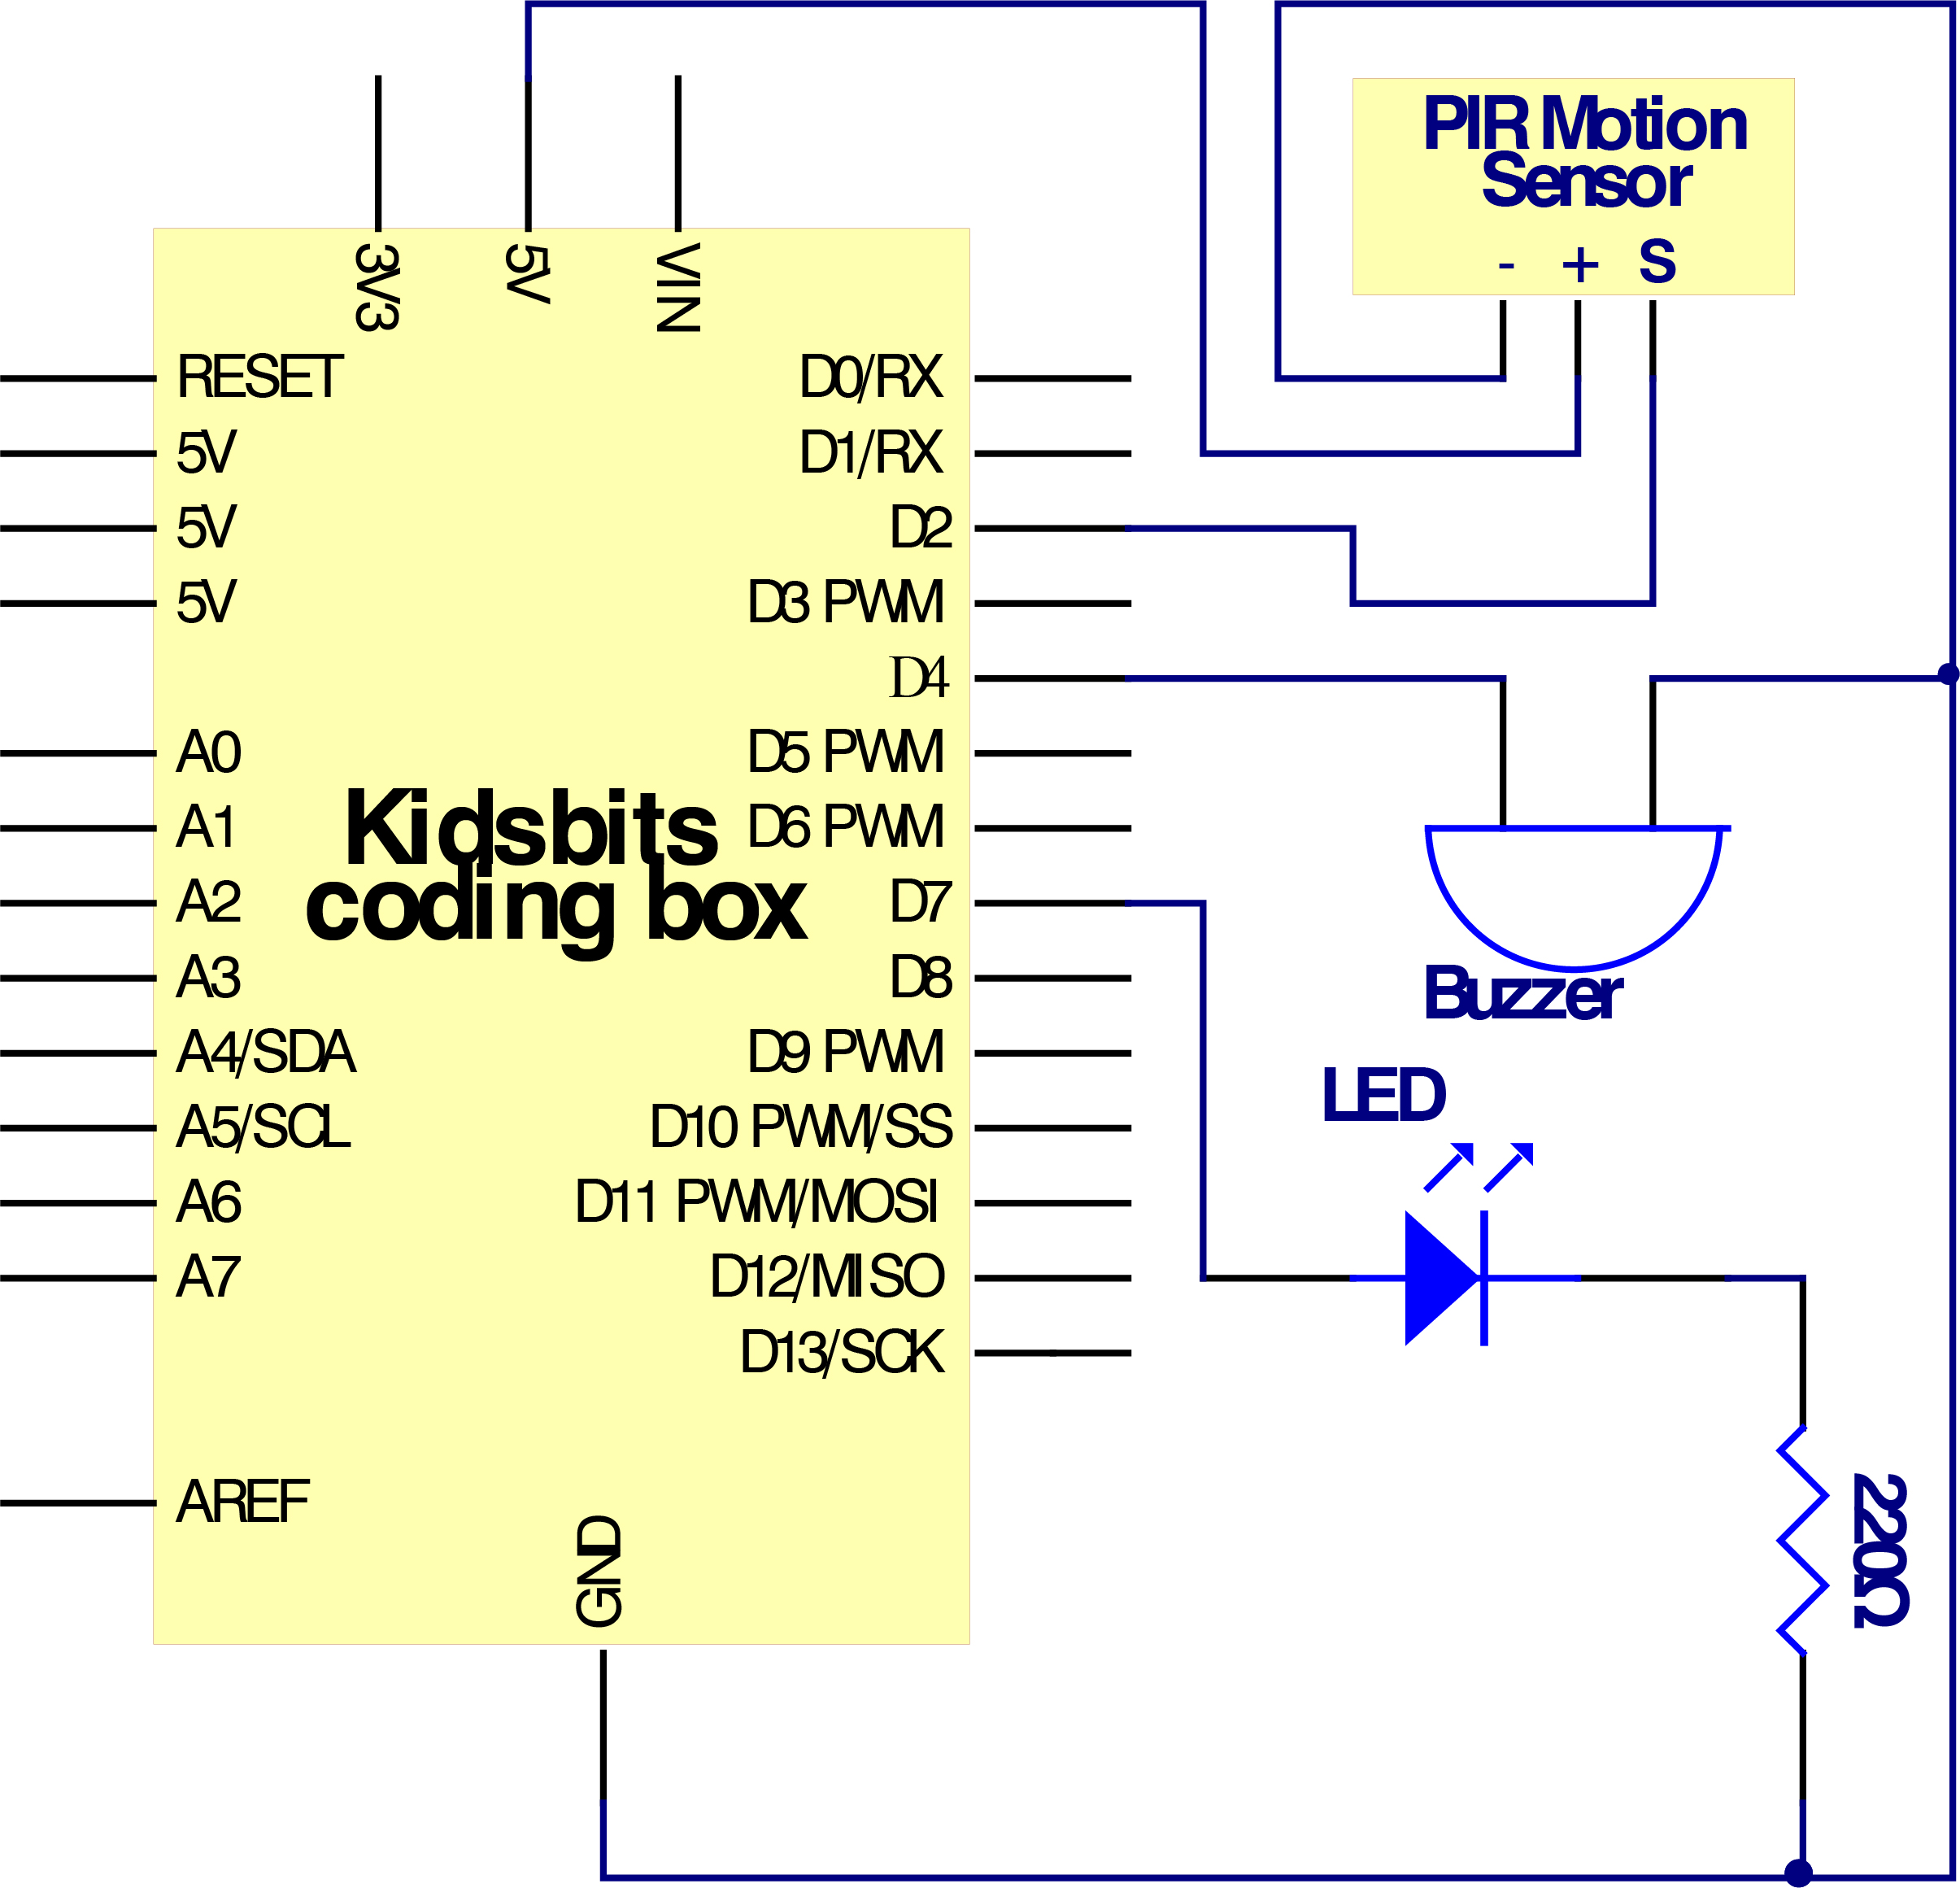 PIR Motion
Sensor
- + S
3V3
5V
VIN
RESET
5V
5V
5V
A0
A1
A2
A3
A4/SDA
A5/SCL
A6
A7
AREF
Kidsbits
coding box
D0/RX
D1/RX
D2
D3 PWM
D4
D5 PWM
D6 PWM
D7
D8
D9 PWM
D10 PWM/SS
D11 PWM/MOSI
D12/MISO
D13/SCK
GND
Buzzer
LED
220Ω